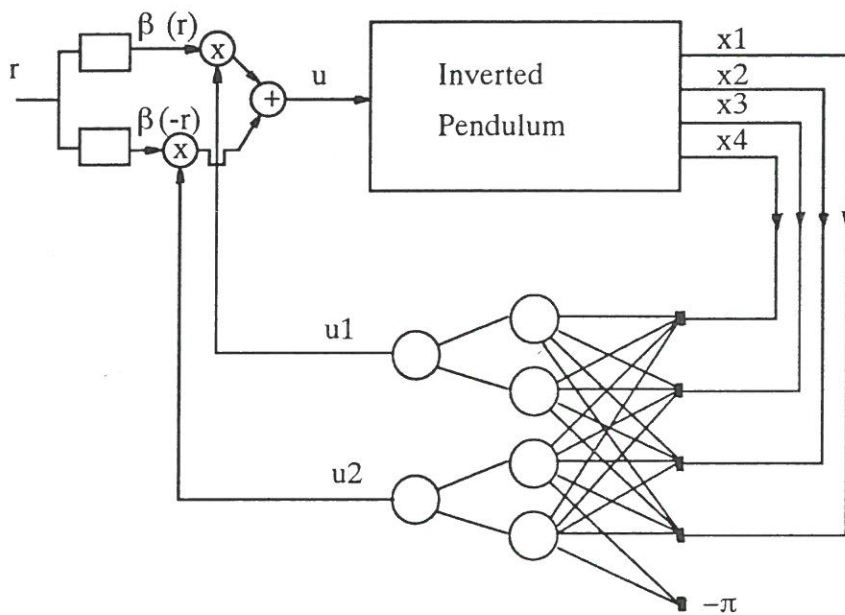 β (r)
x
x1
r
u
Inverted
x2
+
x3
β(-r)
Pendulum
x
x4
u1
u2
-π